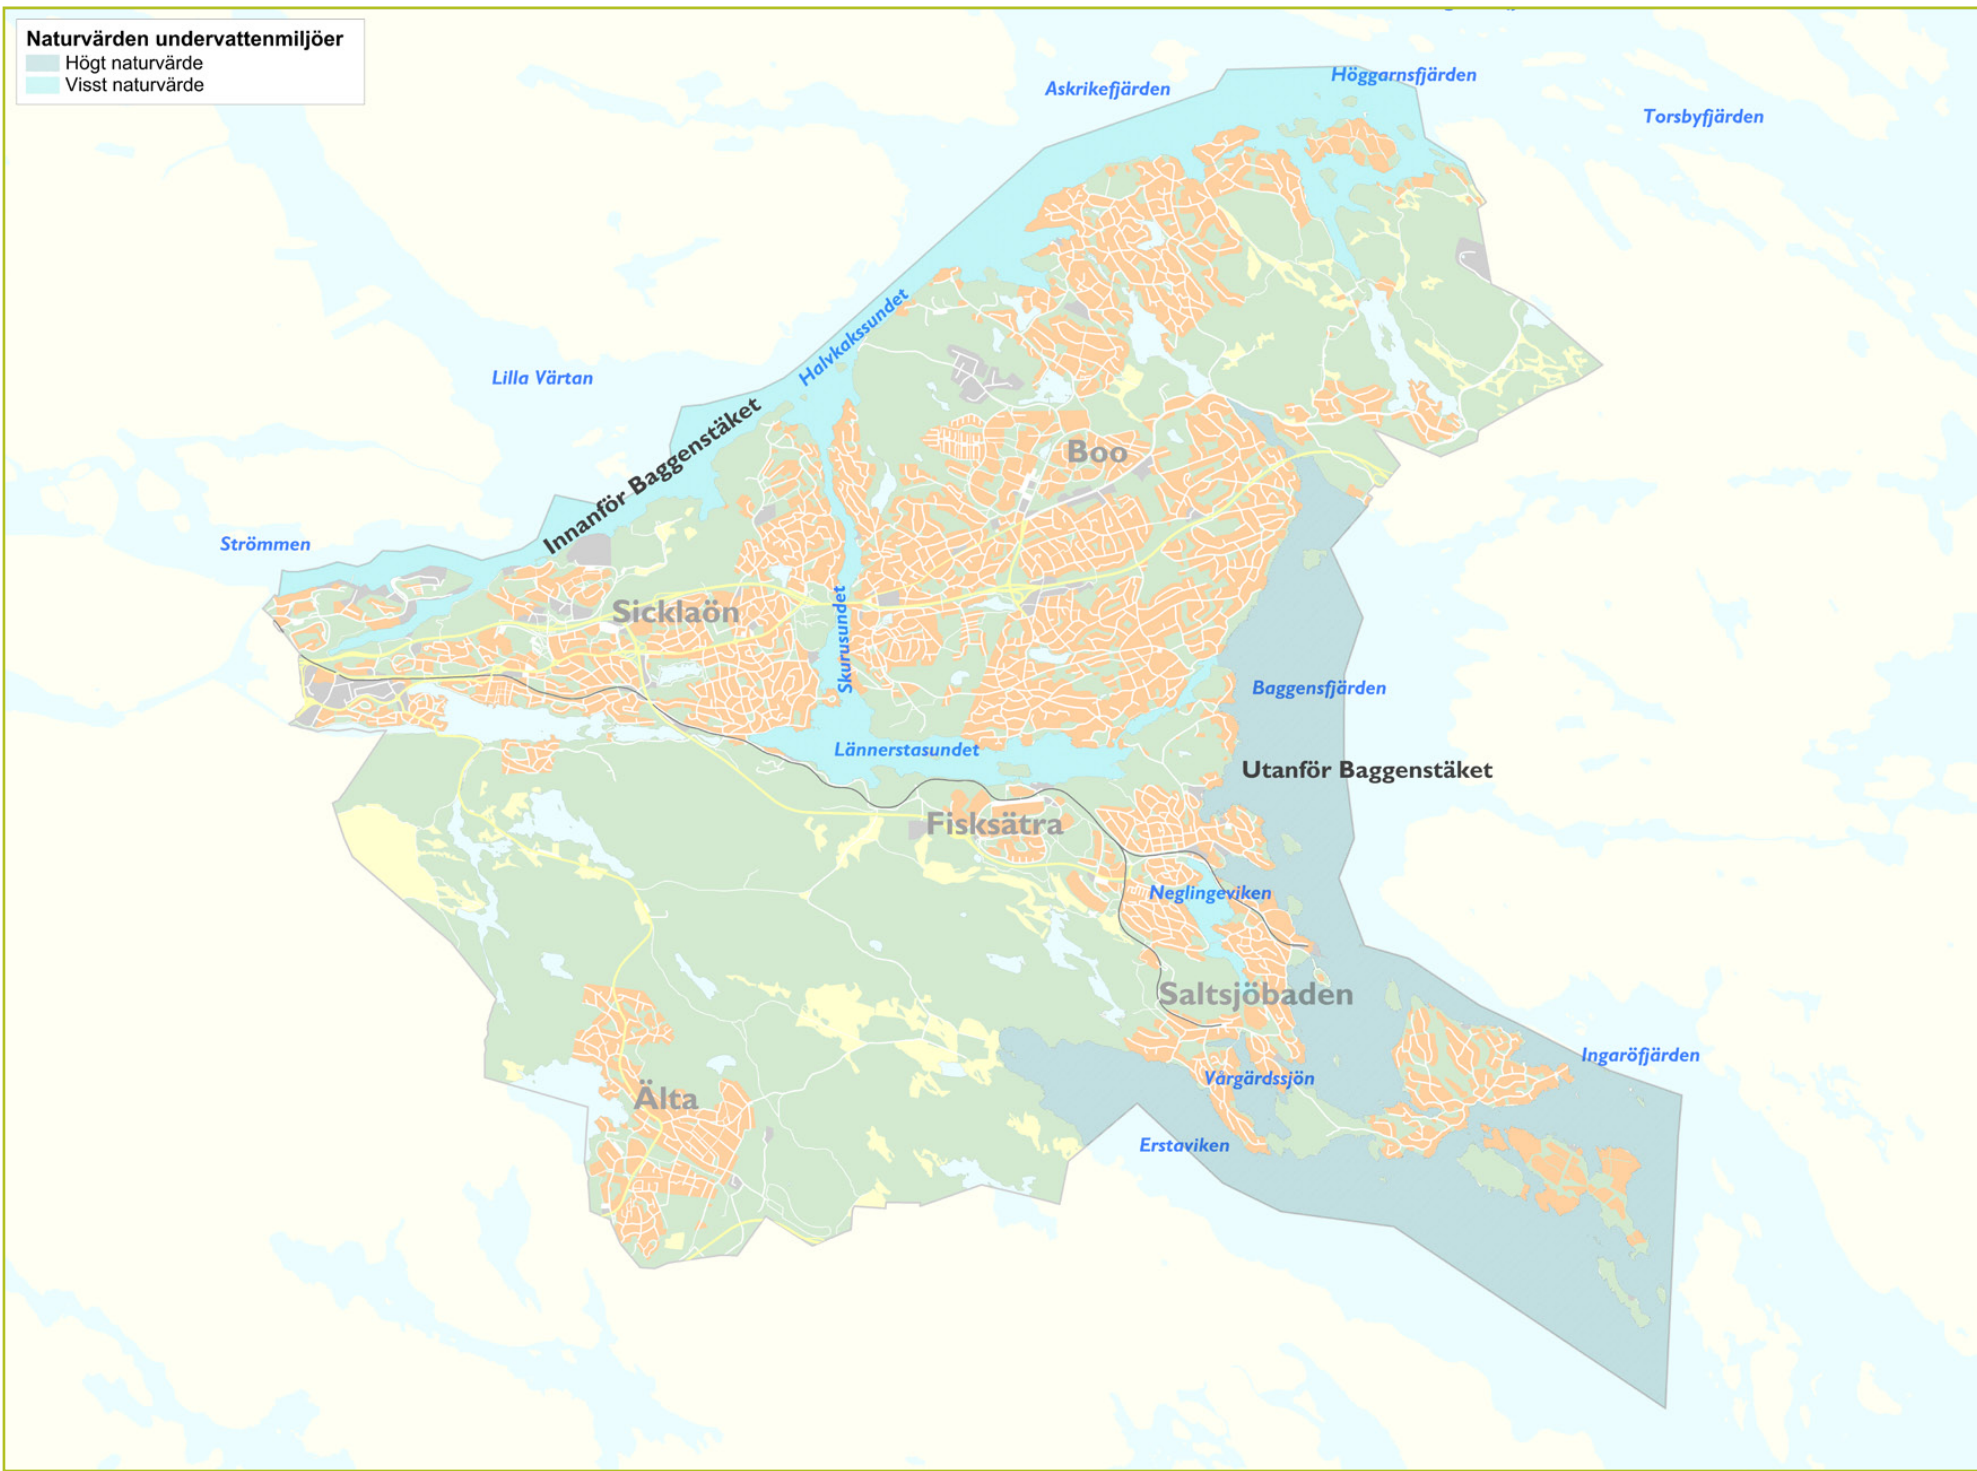 Naturvärden undervattenmiljöer
Högt naturvärde
Visst naturvärde
Höggarnsfjärden
Askrikefjärden
Torsbyfjärden
Halvkakssundet
Lilla Värtan
Innanför Baggenstäket
Boo
Strömmen
Sicklaön
Skurusundet
Baggensfjärden
Lännerstasundet
Utanför Baggenstäket
Fisksätra
Neglingeviken
Saltsjöbaden
Ingaröfjärden
Vårgärdssjön
Älta
Erstaviken